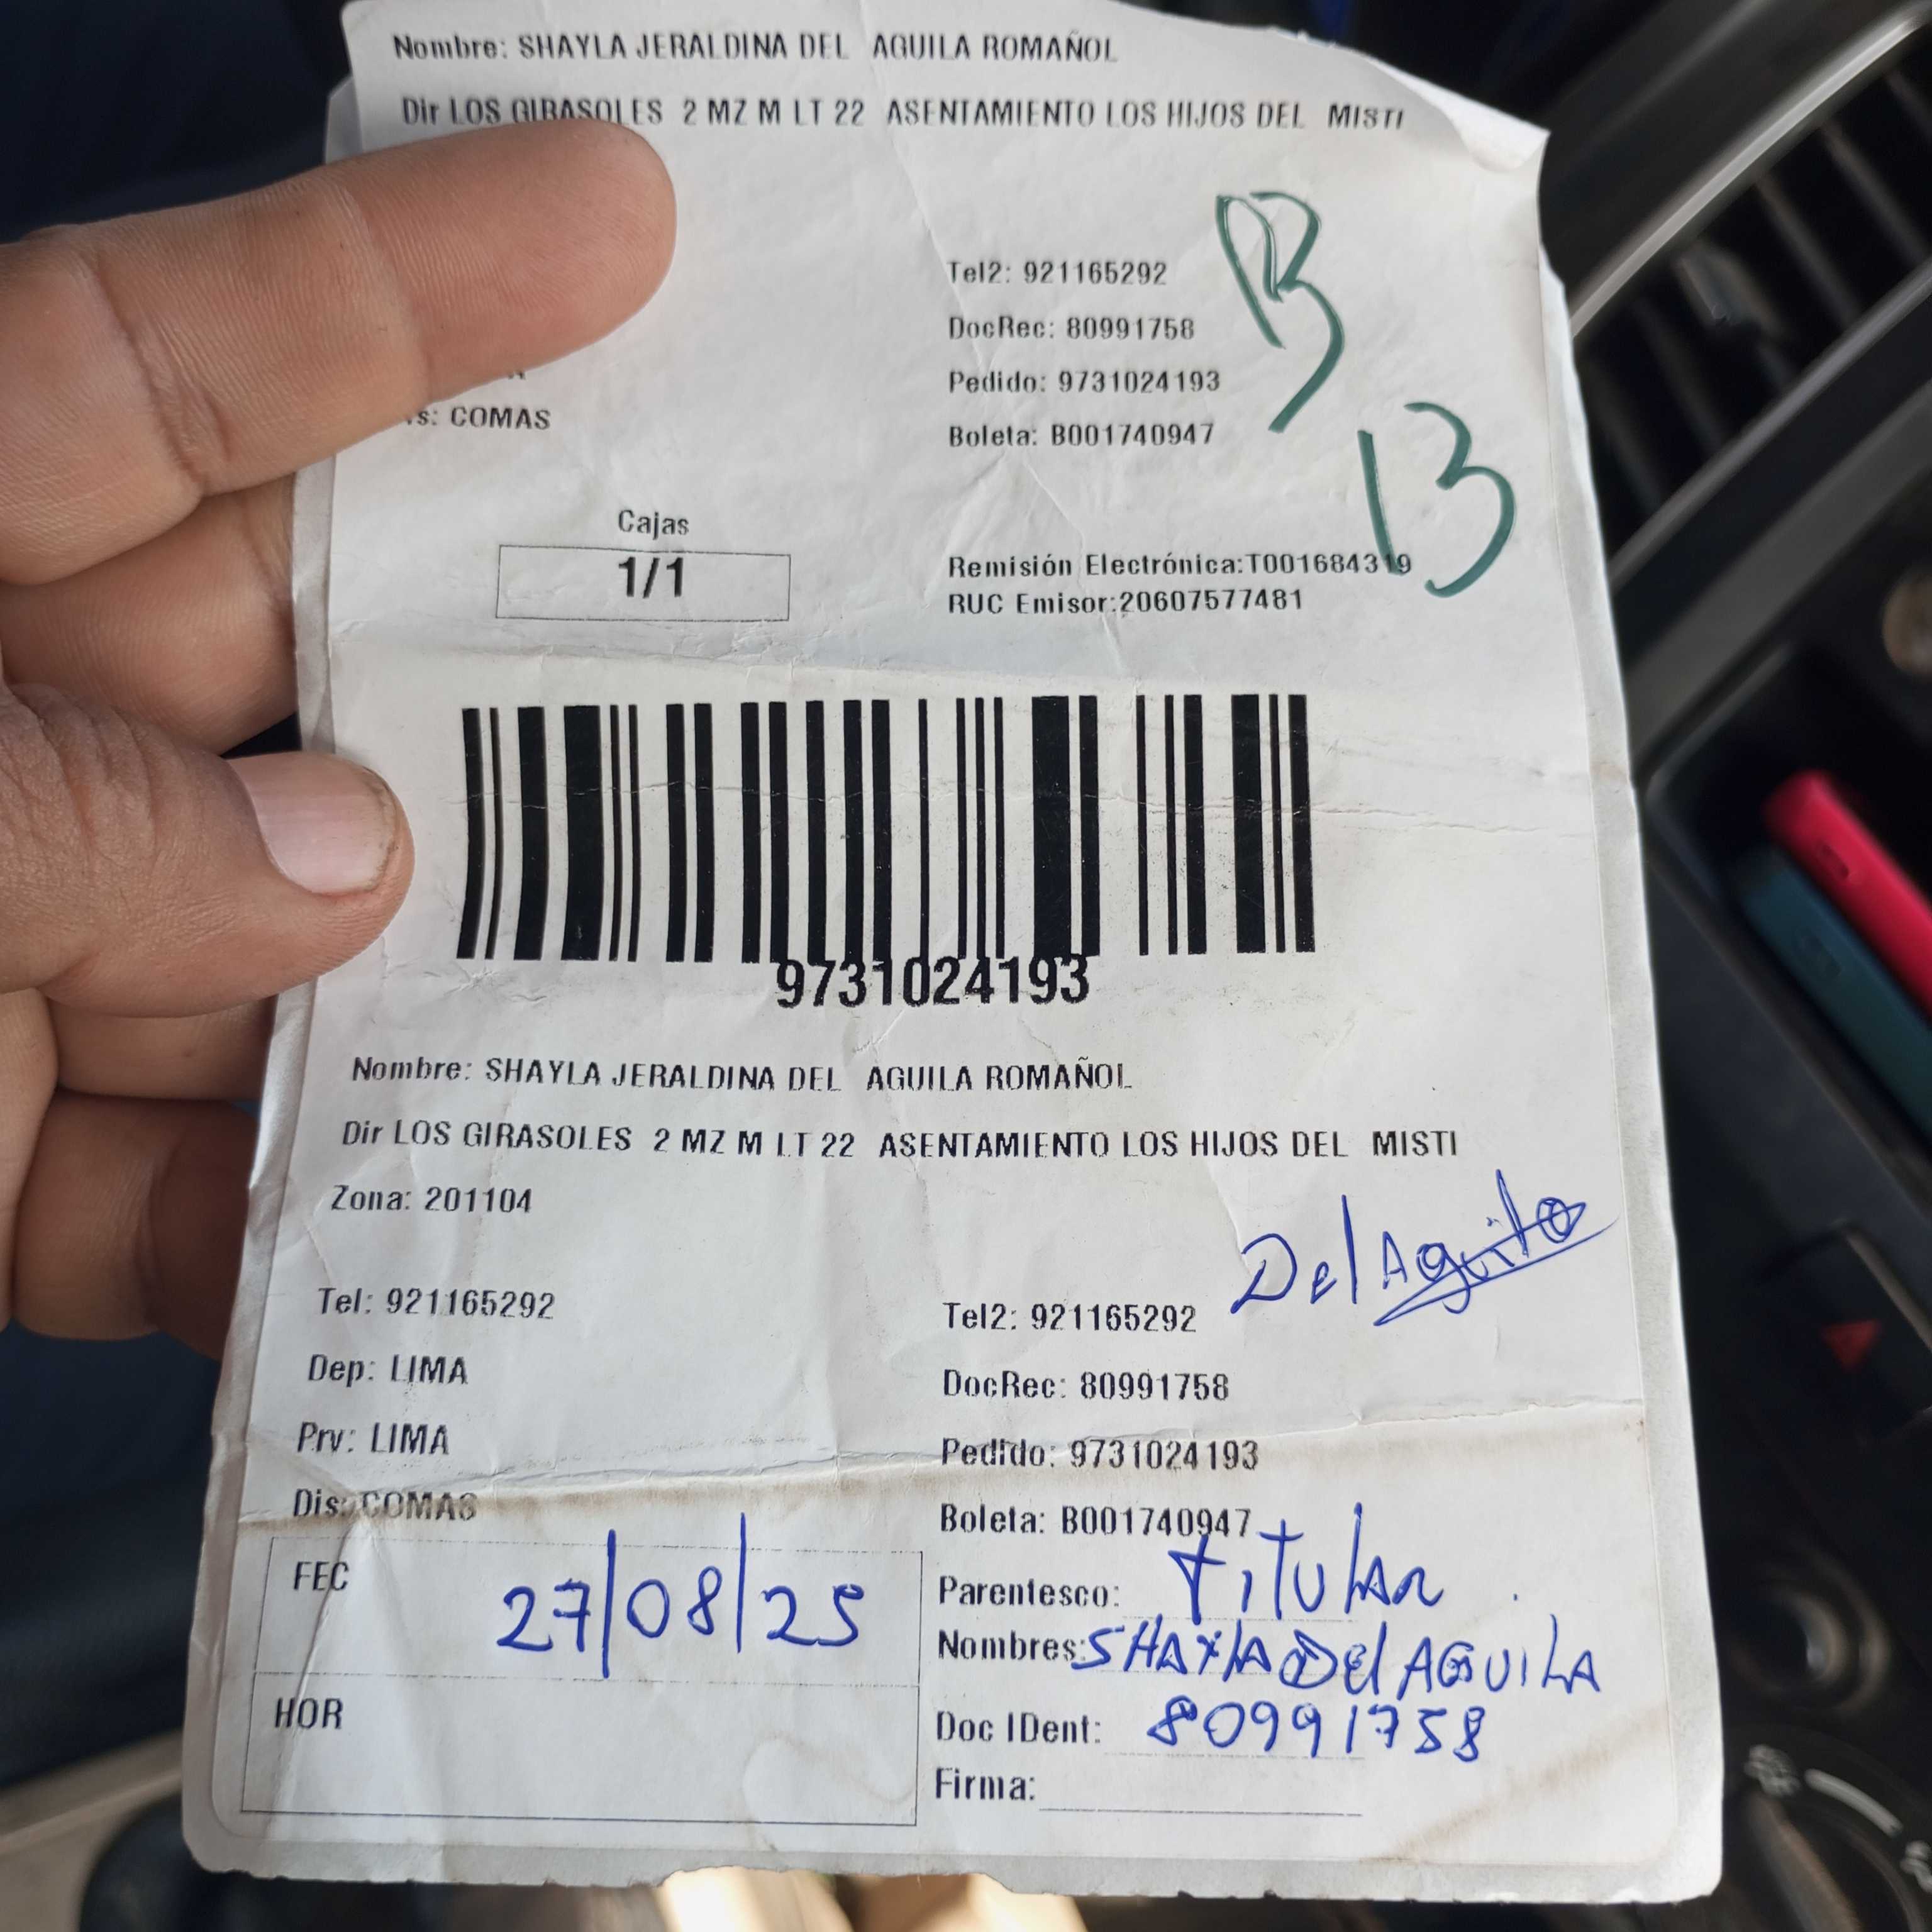 Nombre: SHAYLA JERALDINA DEL AGUILA ROMAÑOL
Dir LOS GIRASOLES 2 MZ M LT 22 ASENTAMIENTO LOS HIJOS DEL MISTI
13
Tel2: 921165292
DocRec: 80991758
Pedido: 9731024193
s: COMAS
Boleta: B001740947
13
Cajas
1/1
Remisión Electrónica:T001684319
RUC Emisor:20607577481
9731024193
Nombre: SHAYLA JERALDINA DEL AGUILA ROMAÑOL
Dir LOS GIRASOLES 2 MZ M LT 22 ASENTAMIENTO LOS HIJOS DEL MISTI
Zona: 201104
Del Aguila
Tel: 921165292
Tel2: 921165292
Dep: LIMA
DocRec: 80991758
Prv: LIMA
Pedido: 9731024193
Dis: COMAS
Boleta: B001740947
FEC 27/08/25
Parentesco: TITULAR
Nombres: SHAYLA Del AGUILA
HOR
Doc IDent: 80991758
Firma: